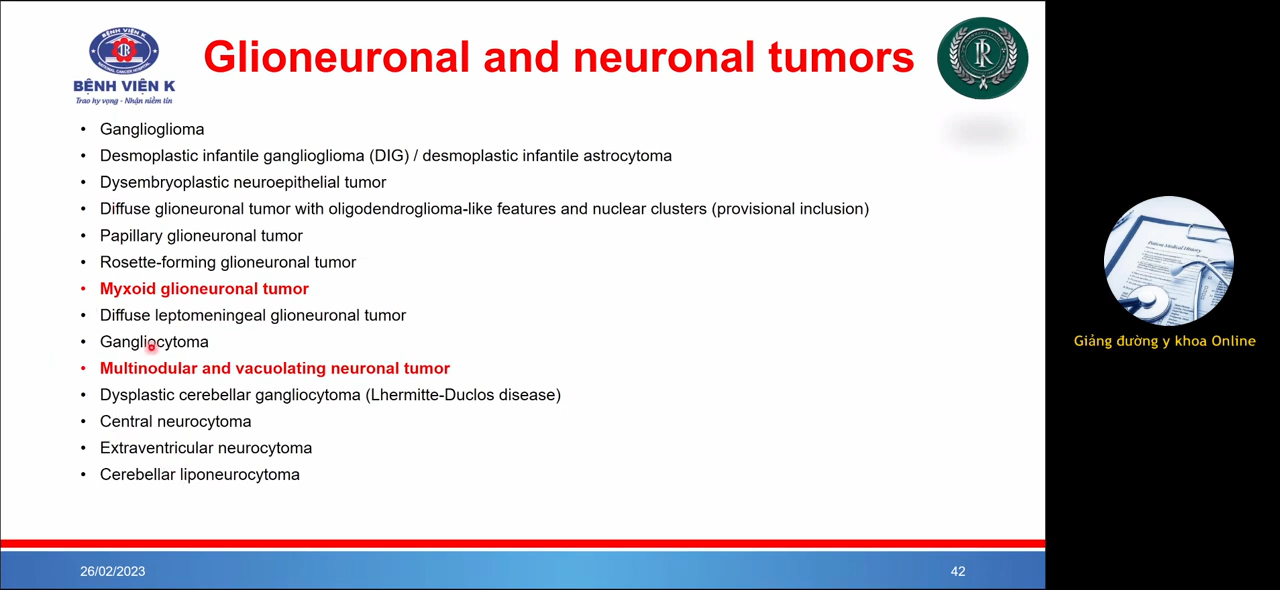 Glioneuronal and neuronal tumors
BỆNH VIỆN K
Trao hy vọng - Nhận niềm tin
• Ganglioglioma
• Desmoplastic infantile ganglioglioma (DIG) / desmoplastic infantile astrocytoma
• Dysembryoplastic neuroepithelial tumor
• Diffuse glioneuronal tumor with oligodendroglioma-like features and nuclear clusters (provisional inclusion)
• Papillary glioneuronal tumor
• Rosette-forming glioneuronal tumor
• Myxoid glioneuronal tumor
• Diffuse leptomeningeal glioneuronal tumor
• Gangliocytoma
• Multinodular and vacuolating neuronal tumor
• Dysplastic cerebellar gangliocytoma (Lhermitte-Duclos disease)
• Central neurocytoma
• Extraventricular neurocytoma
• Cerebellar liponeurocytoma
26/02/2023
42
Patient Medical History
Giảng đường y khoa Online